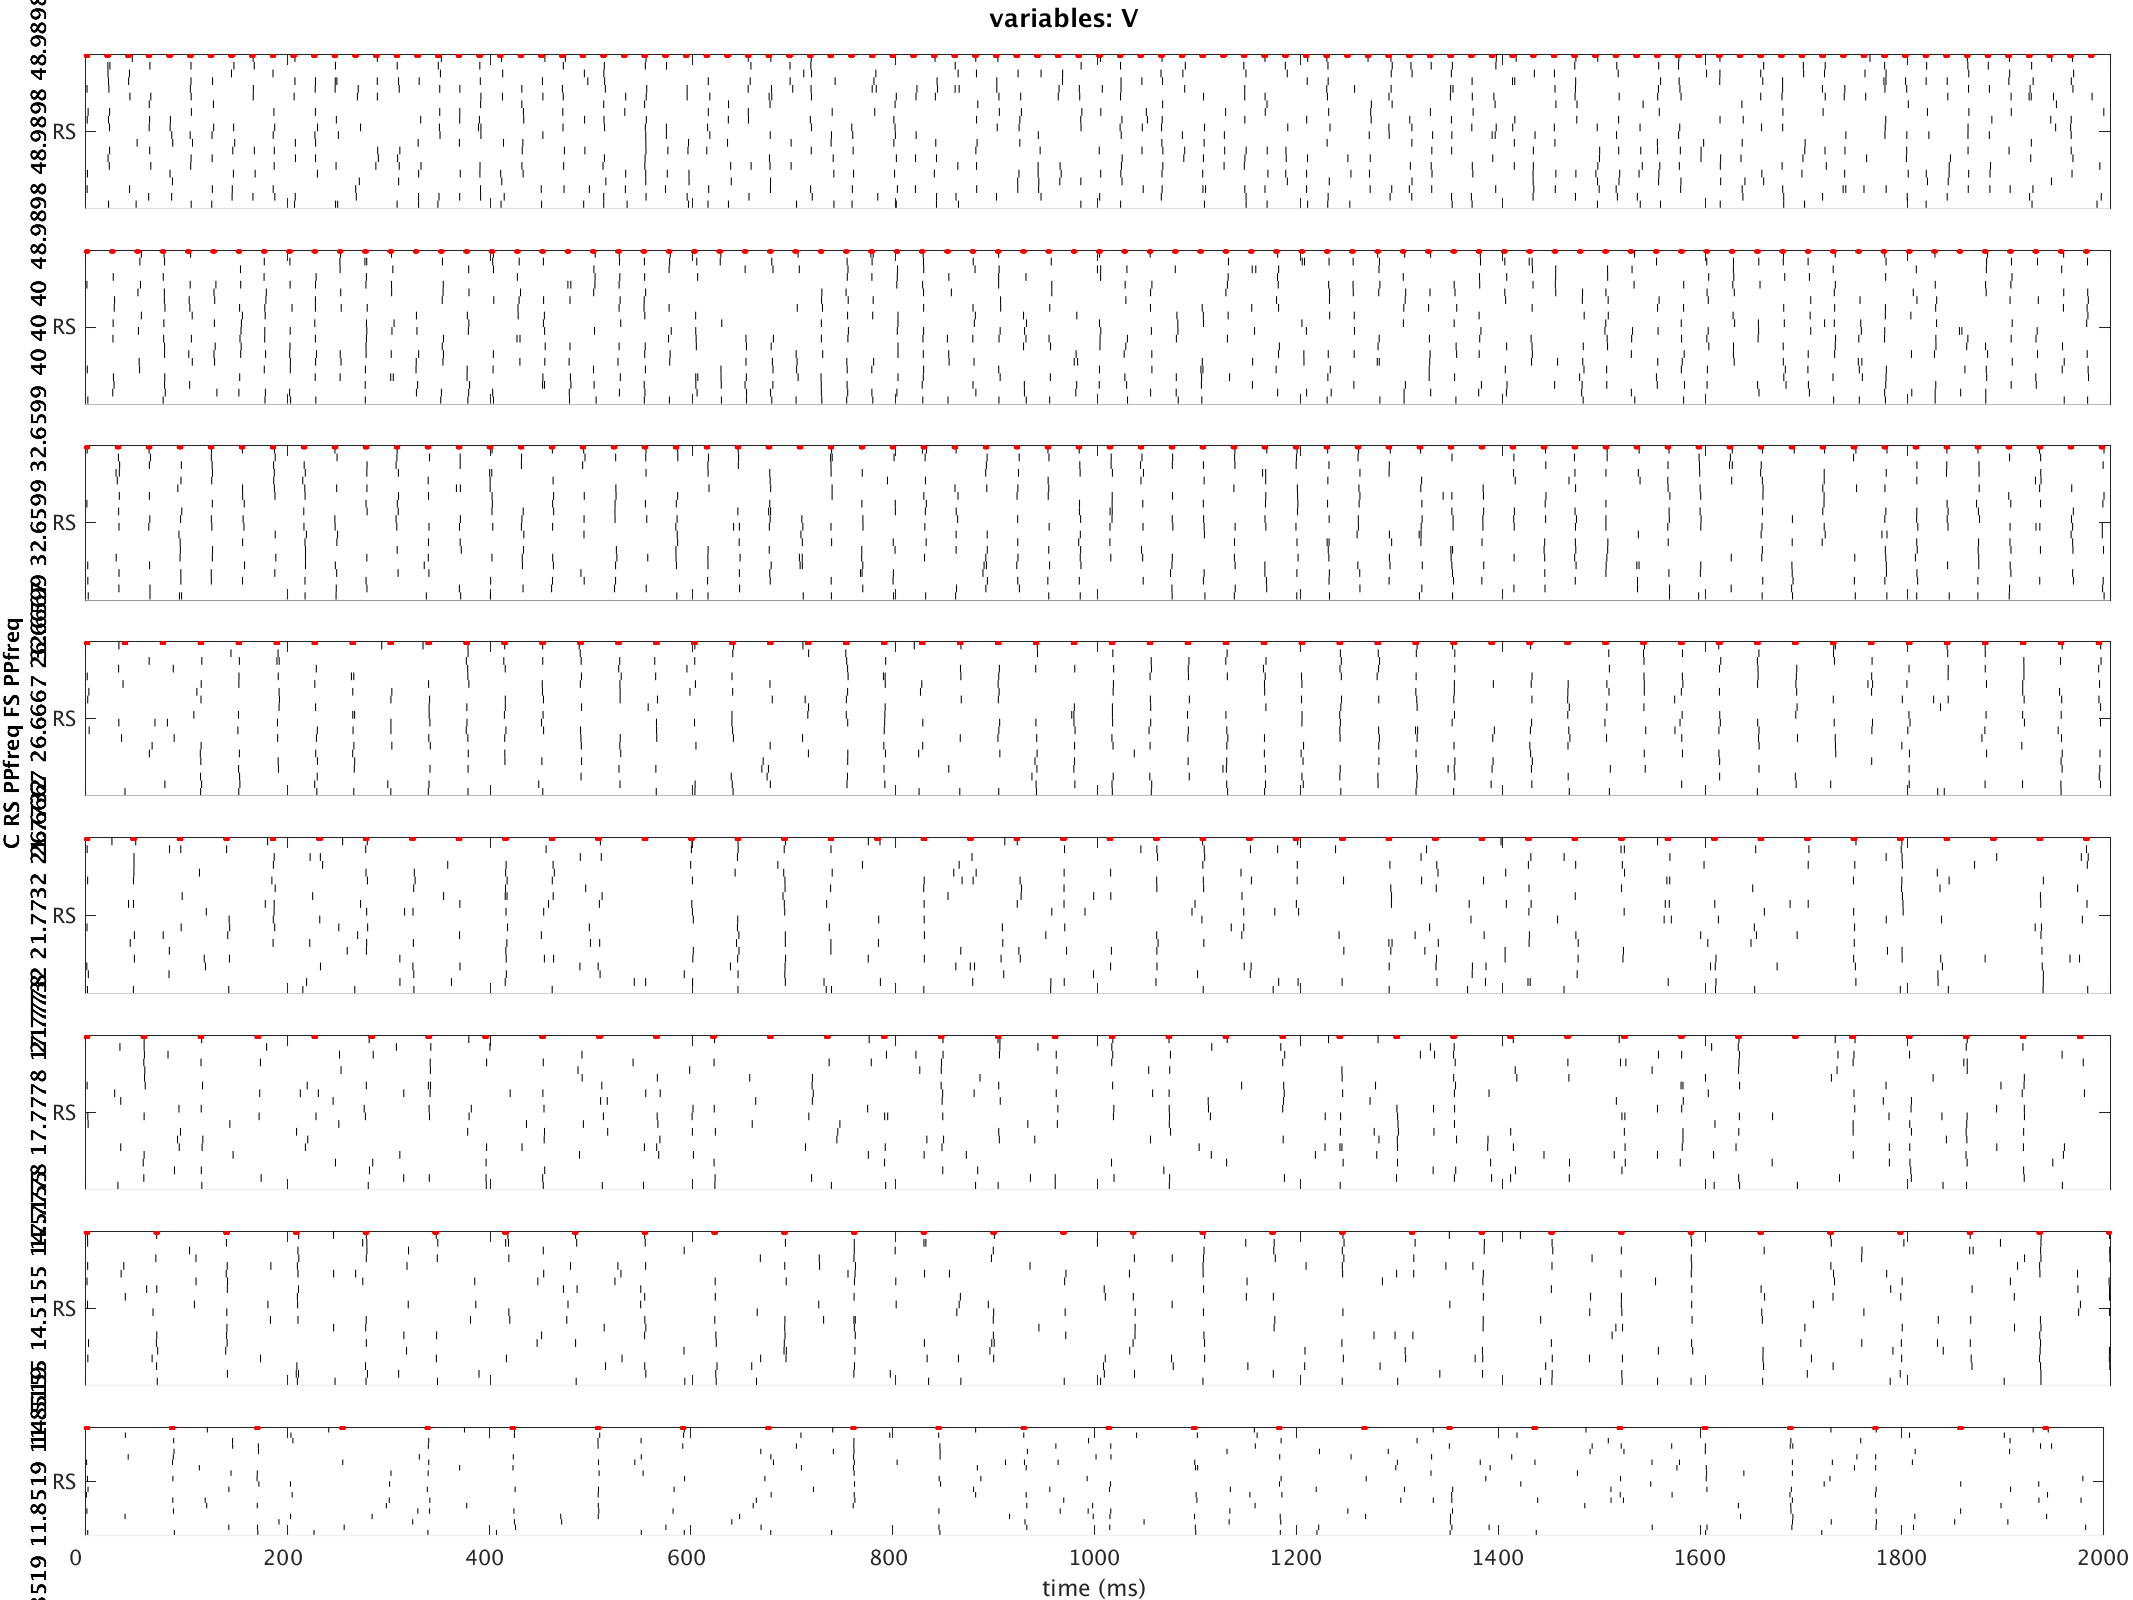 variables: V
RS
RS
RS
RS
RS
RS
RS
RS
C RS PPfreq FS PPfreq
48.9898
48.9898
48.9898
40
40
40
32.6599
32.6599
26.6667
26.6667
21.7732
17.7778
14.5155
11.8519
0 200 400 600 800 1000 1200 1400 1600 1800 2000
time (ms)